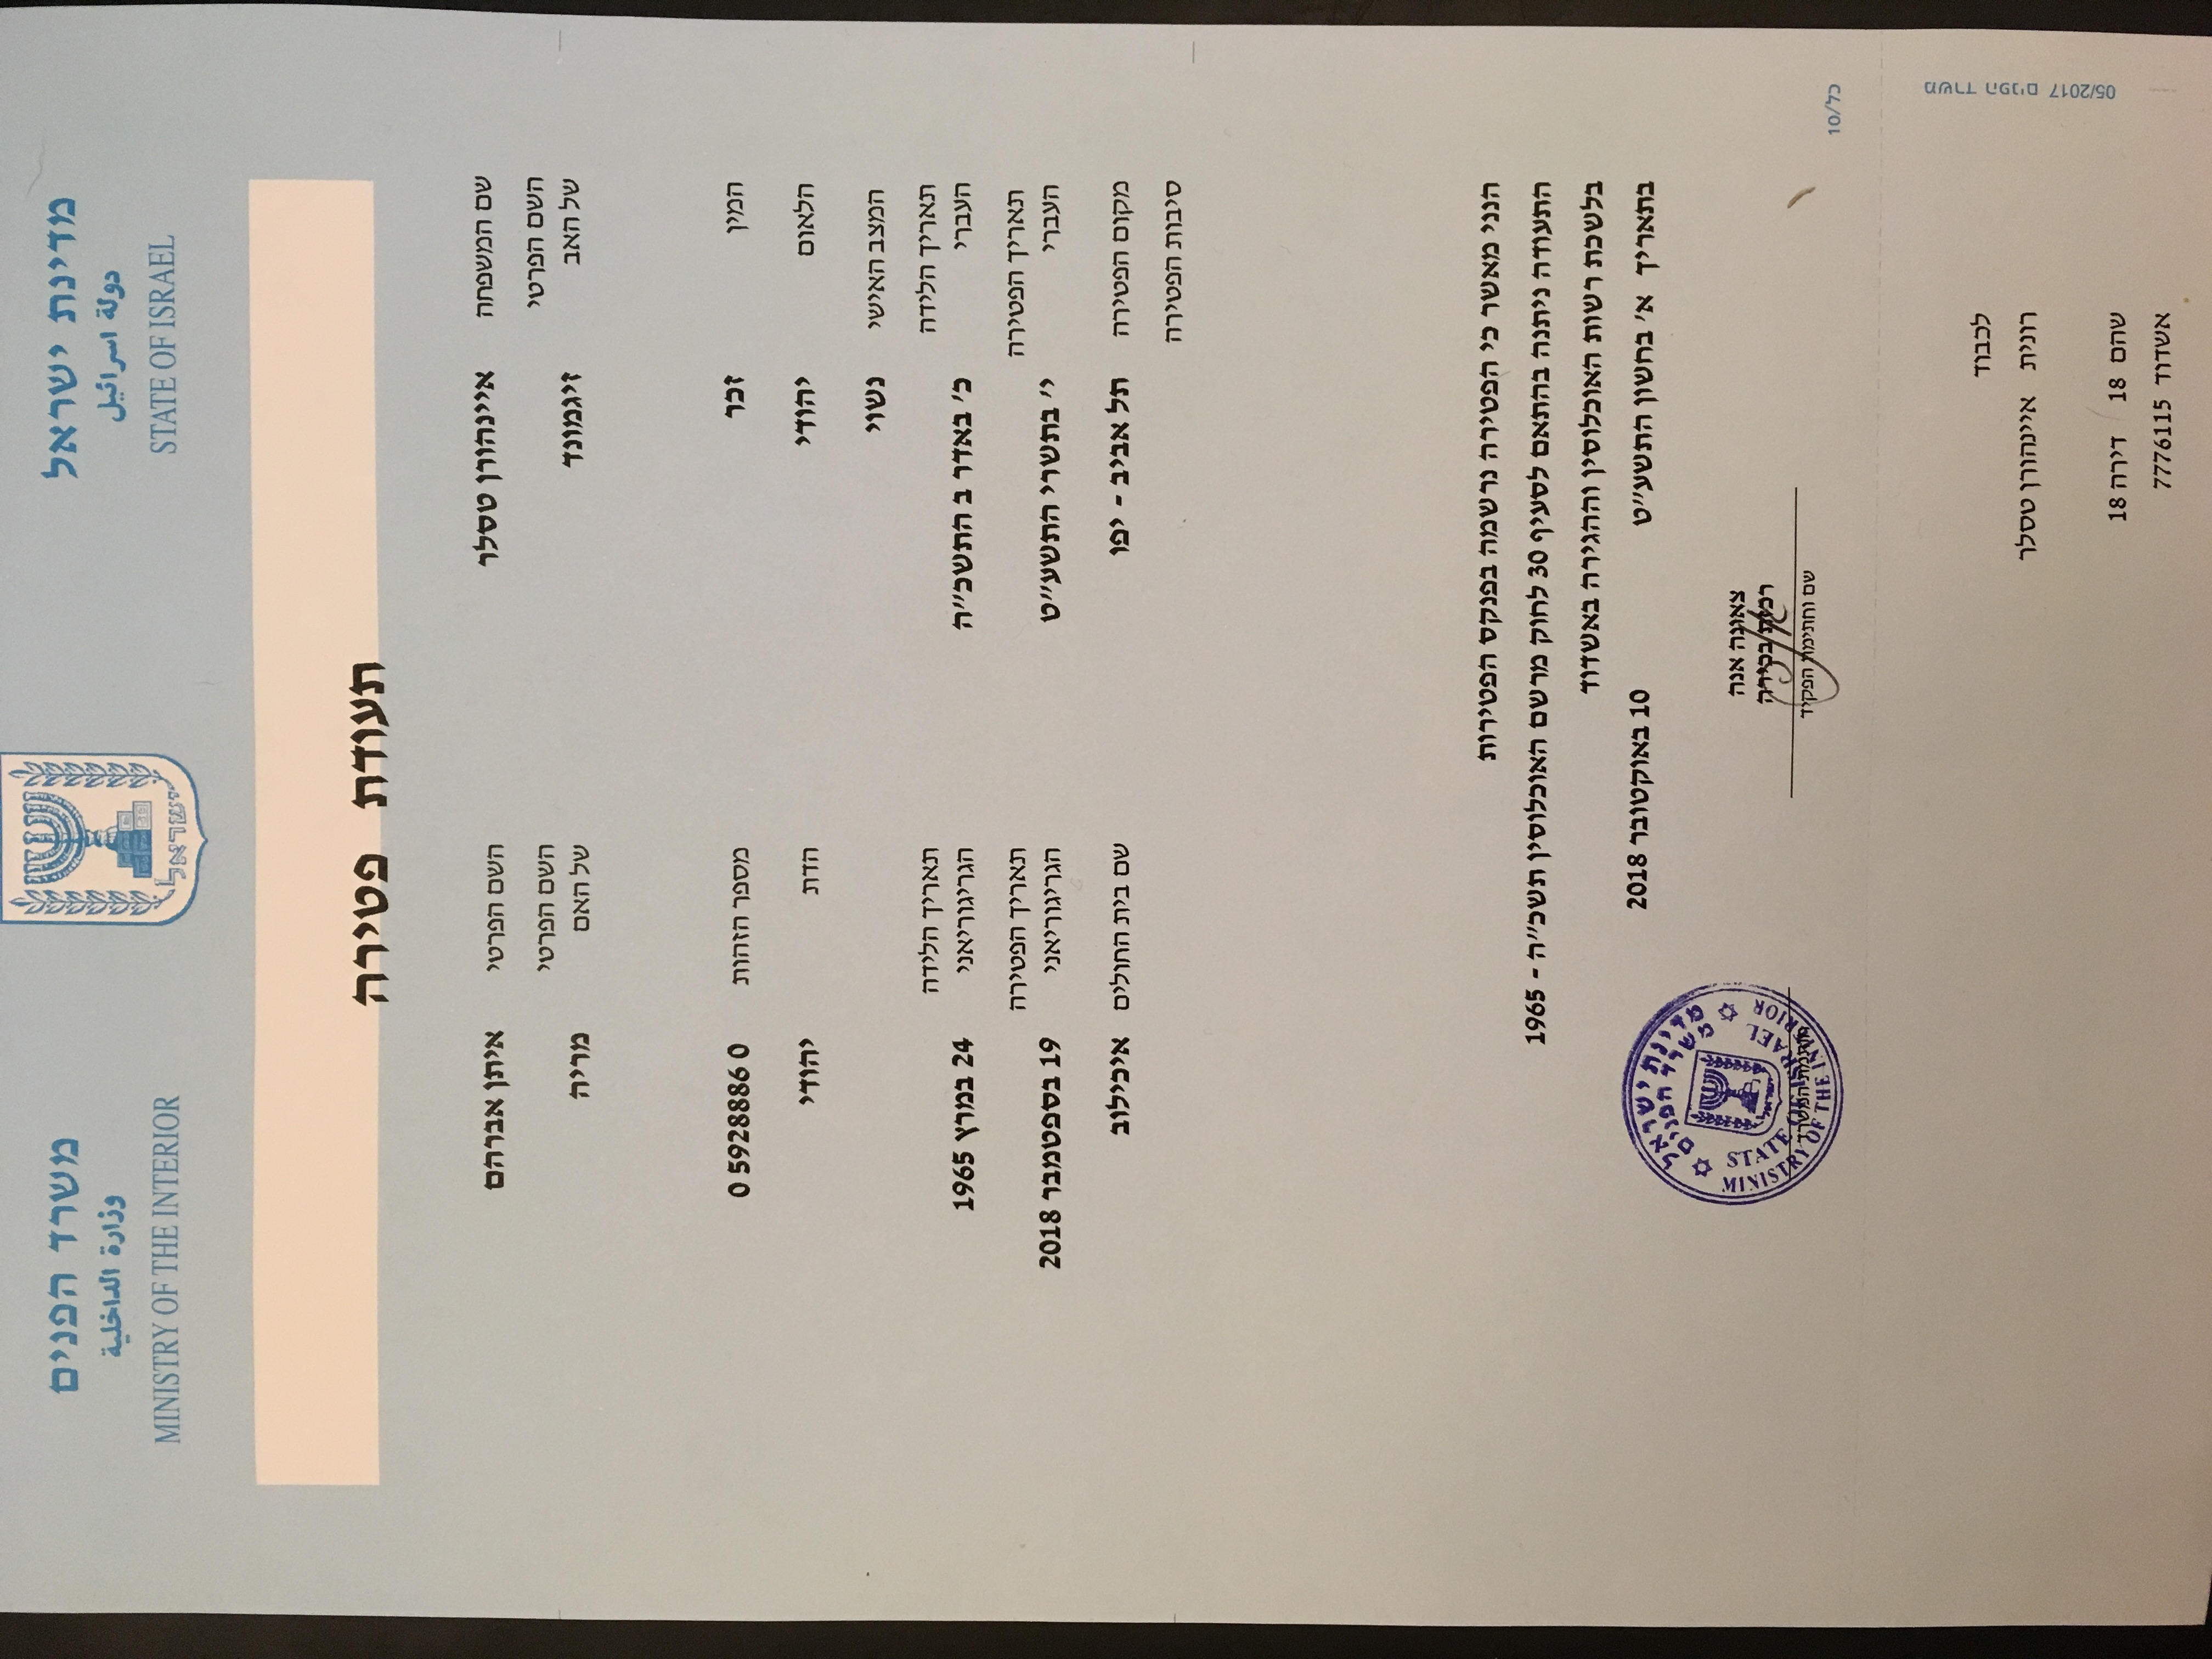 מדינת ישראל
دولة اسرائيل
STATE OF ISRAEL
ישראל
משרד הפנים
وزارة الداخلية
MINISTRY OF THE INTERIOR
תעודת פטירה
שם המשפחה איינהורן טסלר השם הפרטי איתן אברהם
השם הפרטי השם הפרטי
של האב זיגמונד של האם מריה
המין זכר מספר הזהות 0 5928886 0
הלאום יהודי הדת יהודי
המצב האישי נשוי
תאריך הלידה תאריך הלידה
העברי כ' באדר ב התשכ"ה הגריגוריאני 24 במרץ 1965
תאריך הפטירה תאריך הפטירה
העברי י' בתשרי התשע"ט הגריגוריאני 19 בספטמבר 2018
מקום הפטירה תל אביב - יפו שם בית החולים איכילוב
סיבות הפטירה
הנני מאשר כי הפטירה נרשמה בפנקס הפטירות
התעודה ניתנה בהתאם לסעיף 30 לחוק מרשם האוכלוסין תשכ"ה - 1965
בלשכת רשות האוכלוסין וההגירה באשדוד
בתאריך א' בחשון התשע"ט 10 באוקטובר 2018
צאונה אנה
רכזת בכירה
שם וחתימת הפקיד
מדינת ישראל
משרד הפנים
ישראל
STATE OF ISRAEL
MINISTRY OF THE INTERIOR
חותמת המשרד
כל/10
משרד הפנים 05/2017
לכבוד
רונית איינהורן טסלר
שהם 18 דירה 18
אשדוד 7776115